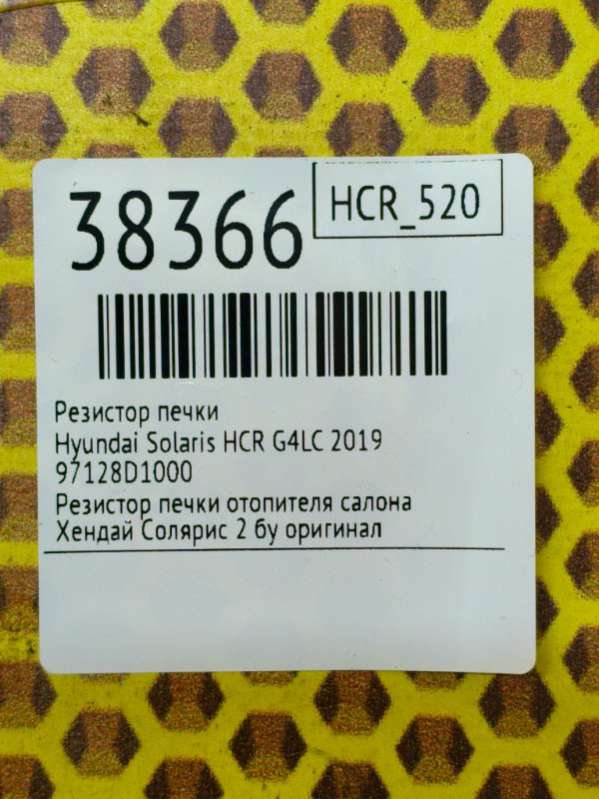 38366
HCR_520
Резистор печки
Hyundai Solaris HCR G4LC 2019
97128D1000
Резистор печки отопителя салона
Хендай Солярис 2 бу оригинал